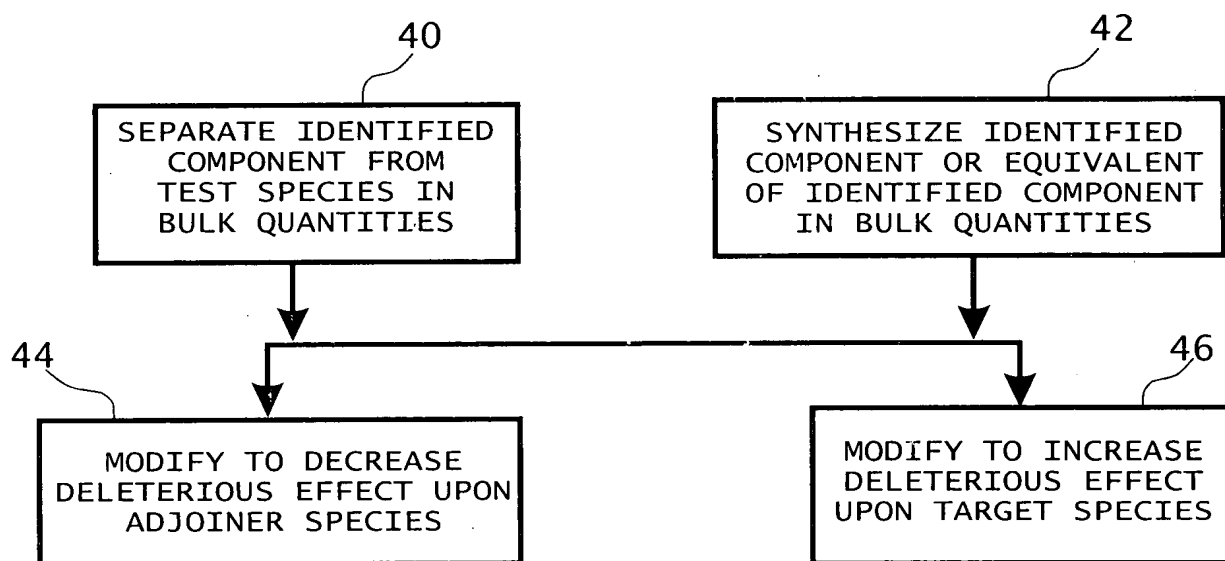 40
42
SEPARATE IDENTIFIED
COMPONENT FROM
TEST SPECIES IN
BULK QUANTITIES
SYNTHESIZE IDENTIFIED
COMPONENT OR EQUIVALENT
OF IDENTIFIED COMPONENT
IN BULK QUANTITIES
44
46
MODIFY TO DECREASE
DELETERIOUS EFFECT UPON
ADJOINER SPECIES
MODIFY TO INCREASE
DELETERIOUS EFFECT
UPON TARGET SPECIES